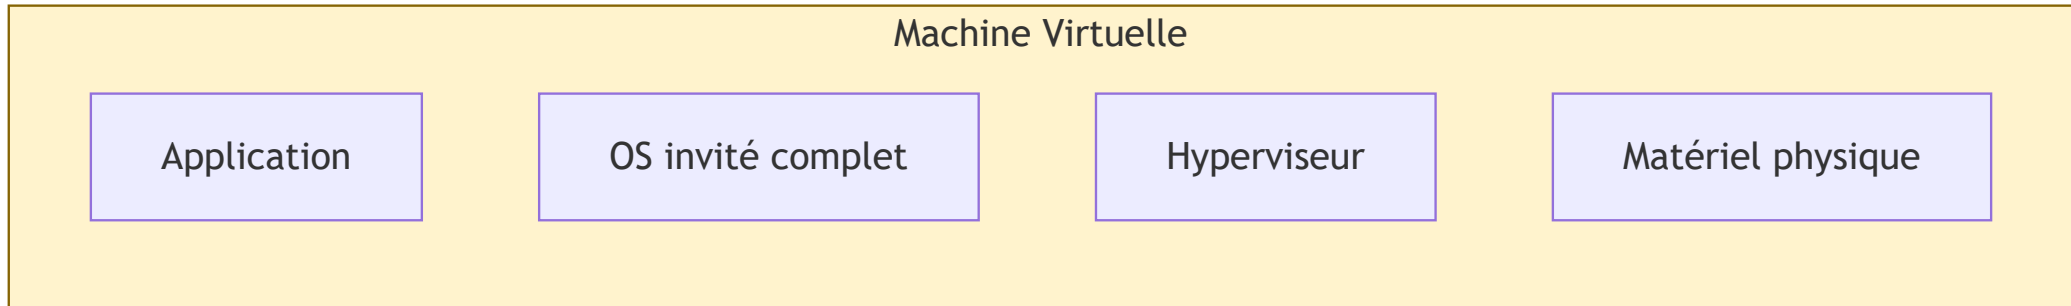 Machine Virtuelle
Application
OS invité complet
Hyperviseur
Matériel physique